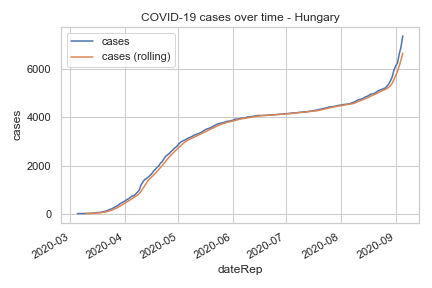 COVID-19 cases over time - Hungary
cases
cases (rolling)
6000
4000
2000
0
cases
2020-03
2020-04
2020-05
2020-06
2020-07
2020-08
2020-09
dateRep